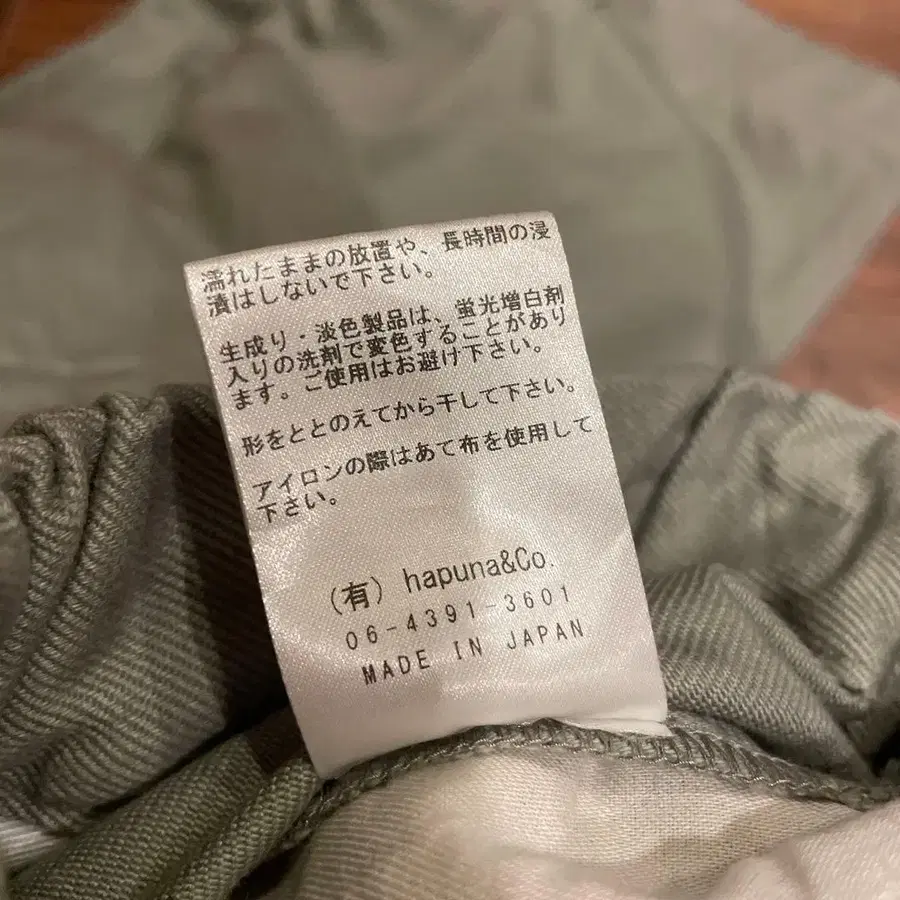 濡れたままの放置や、長時間の浸
漬はしないで下さい。
生成り・淡色製品は、蛍光増白剤
入りの洗剤で変色することがあり
ます。ご使用はお避け下さい。
形をととのえてから干して下さい。
アイロンの際はあて布を使用して
下さい。
（有）hapuna&Co.
06-4391-3601
MADE IN JAPAN